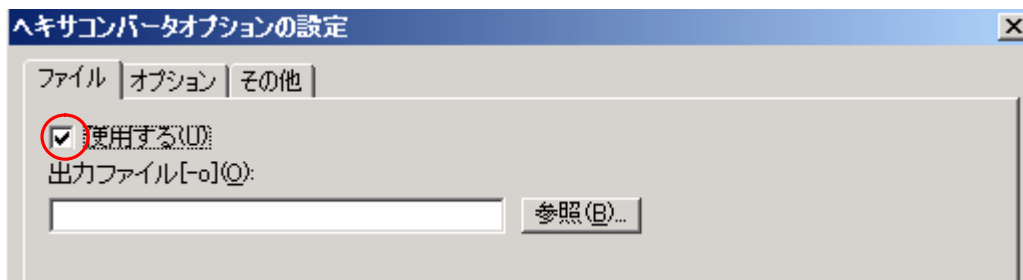 ヘキサコンバータオプションの設定
ファイル オプション その他
使用する(U)
出力ファイル[-o](O):
参照(B)...